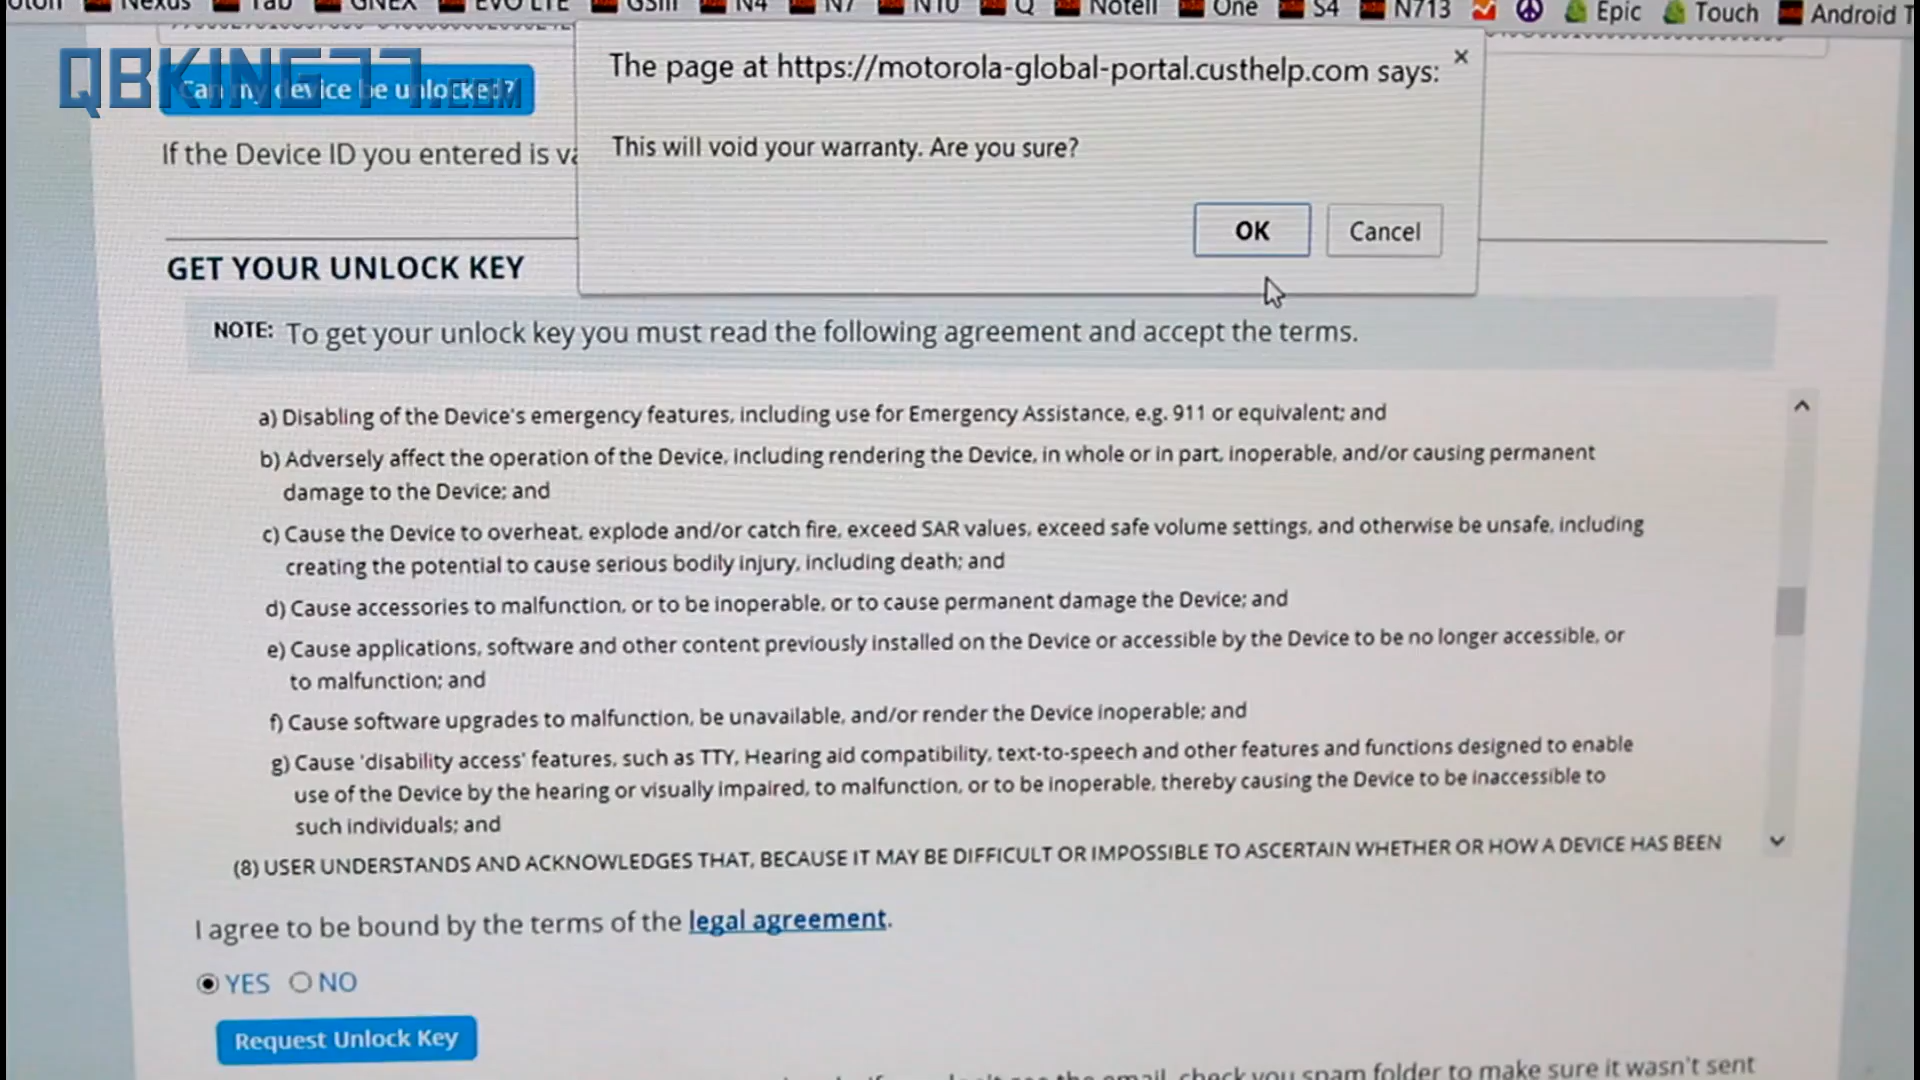 Nexus Tab GNEX EVO LTE GSIII N4 N7 N10 Q NoteII One S4 N713 Epic Touch Android
QBKING77.COM
Can my device be unlocked?
If the Device ID you entered is
The page at https://motorola-global-portal.custhelp.com says:
This will void your warranty. Are you sure?
OK Cancel
GET YOUR UNLOCK KEY
NOTE: To get your unlock key you must read the following agreement and accept the terms.
a) Disabling of the Device's emergency features, including use for Emergency Assistance, e.g. 911 or equivalent; and
b) Adversely affect the operation of the Device, including rendering the Device, in whole or in part, inoperable, and/or causing permanent
damage to the Device; and
c) Cause the Device to overheat, explode and/or catch fire, exceed SAR values, exceed safe volume settings, and otherwise be unsafe, including
creating the potential to cause serious bodily injury, including death; and
d) Cause accessories to malfunction, or to be inoperable, or to cause permanent damage the Device; and
e) Cause applications, software and other content previously installed on the Device or accessible by the Device to be no longer accessible, or
to malfunction; and
f) Cause software upgrades to malfunction, be unavailable, and/or render the Device inoperable; and
g) Cause 'disability access' features, such as TTY, Hearing aid compatibility, text-to-speech and other features and functions designed to enable
use of the Device by the hearing or visually impaired, to malfunction, or to be inoperable, thereby causing the Device to be inaccessible to
such individuals; and
(8) USER UNDERSTANDS AND ACKNOWLEDGES THAT, BECAUSE IT MAY BE DIFFICULT OR IMPOSSIBLE TO ASCERTAIN WHETHER OR HOW A DEVICE HAS BEEN
I agree to be bound by the terms of the legal agreement.
YES NO
Request Unlock Key
email, check you spam folder to make sure it wasn't sent